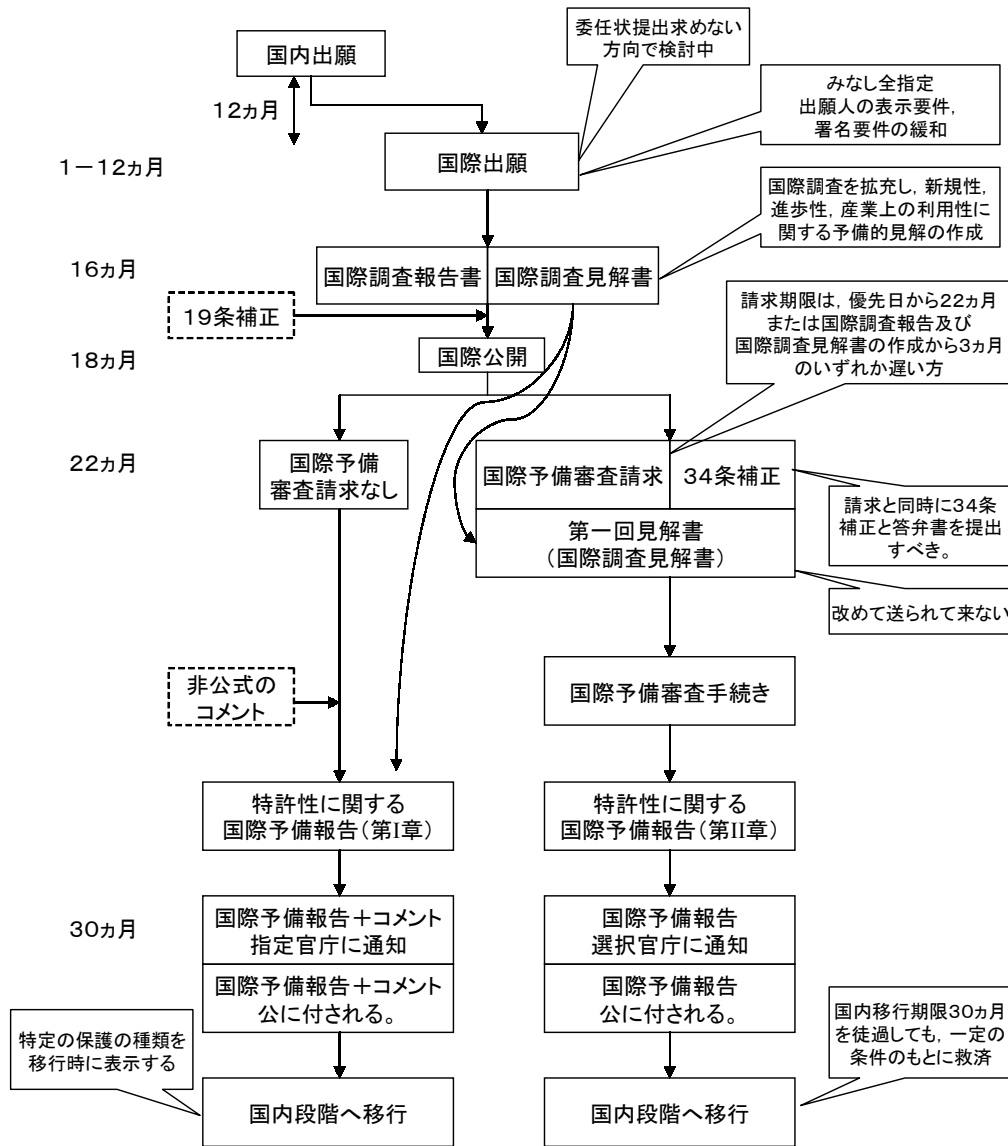 委任状提出求めない
方向で検討中
国内出願
12ヵ月
みなし全指定
出願人の表示要件,
署名要件の緩和
1－12ヵ月
国際出願
国際調査を拡充し, 新規性,
進歩性, 産業上の利用性に
関する予備的見解の作成
16ヵ月
国際調査報告書
国際調査見解書
19条補正
請求期限は, 優先日から22ヵ月
または国際調査報告及び
国際調査見解書の作成から3ヵ月
のいずれか遅い方
18ヵ月
国際公開
22ヵ月
国際予備
審査請求なし
国際予備審査請求
34条補正
請求と同時に34条
補正と答弁書を提出
すべき。
第一回見解書
（国際調査見解書）
改めて送られて来ない
非公式の
コメント
国際予備審査手続き
特許性に関する
国際予備報告（第I章）
特許性に関する
国際予備報告（第II章）
30ヵ月
国際予備報告＋コメント
指定官庁に通知
国際予備報告
選択官庁に通知
国際予備報告＋コメント
公に付される。
国際予備報告
公に付される。
特定の保護の種類を
移行時に表示する
国内移行期限30ヵ月
を徒過しても, 一定の
条件のもとに救済
国内段階へ移行
国内段階へ移行